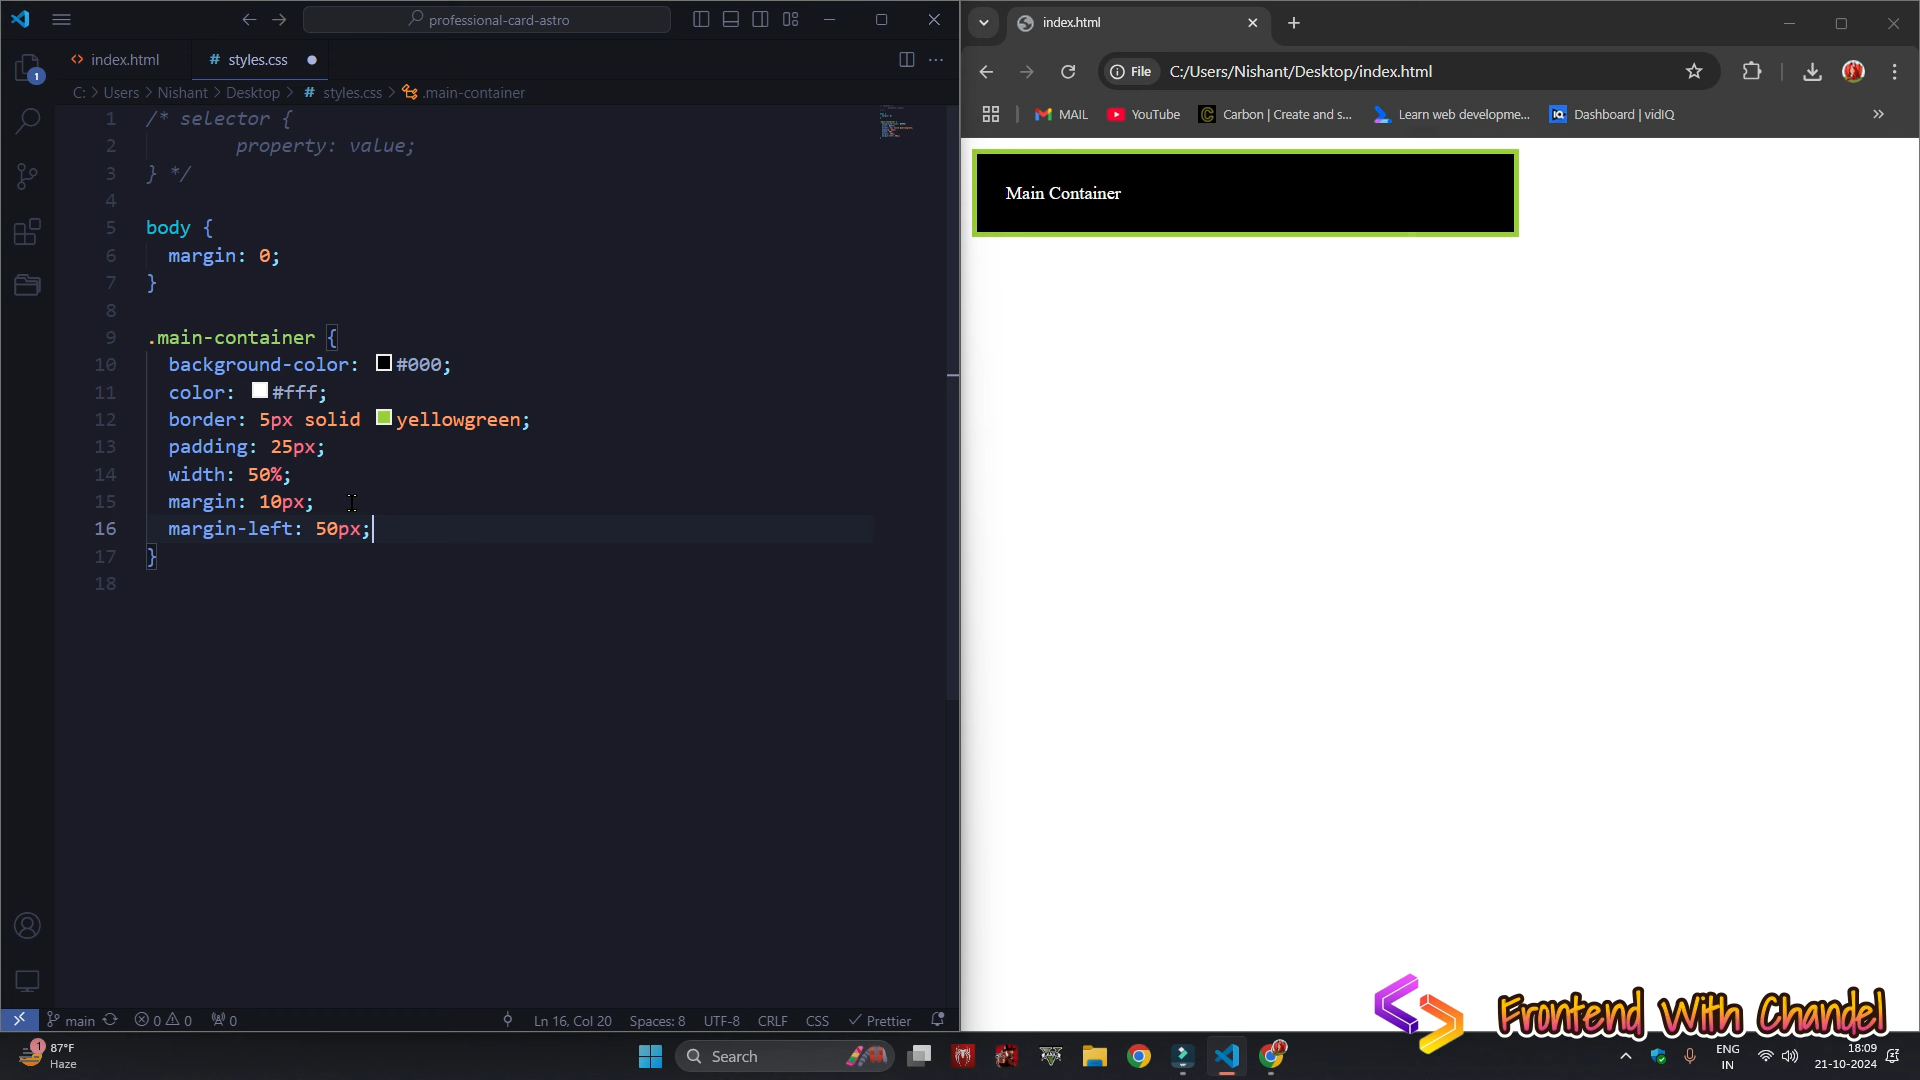 professional-card-astro
index.html
# styles.css
C: > Users > Nishant > Desktop > # styles.css > .main-container
1 /* selector {
2 property: value;
3 } */
4
5 body {
6 margin: 0;
7 }
8
9 .main-container {
10 background-color: #000;
11 color: #fff;
12 border: 5px solid yellowgreen;
13 padding: 25px;
14 width: 50%;
15 margin: 10px;
16 margin-left: 50px;
17 }
18
1
main 0 0 0 Ln 16, Col 20 Spaces: 8 UTF-8 CRLF CSS Prettier
index.html
File C:/Users/Nishant/Desktop/index.html
MAIL YouTube Carbon | Create and s... Learn web developme... Dashboard | vidIQ
Main Container
Frontend With Chandel
1 87°F
Haze
Search
ENG
IN
18:09
21-10-2024